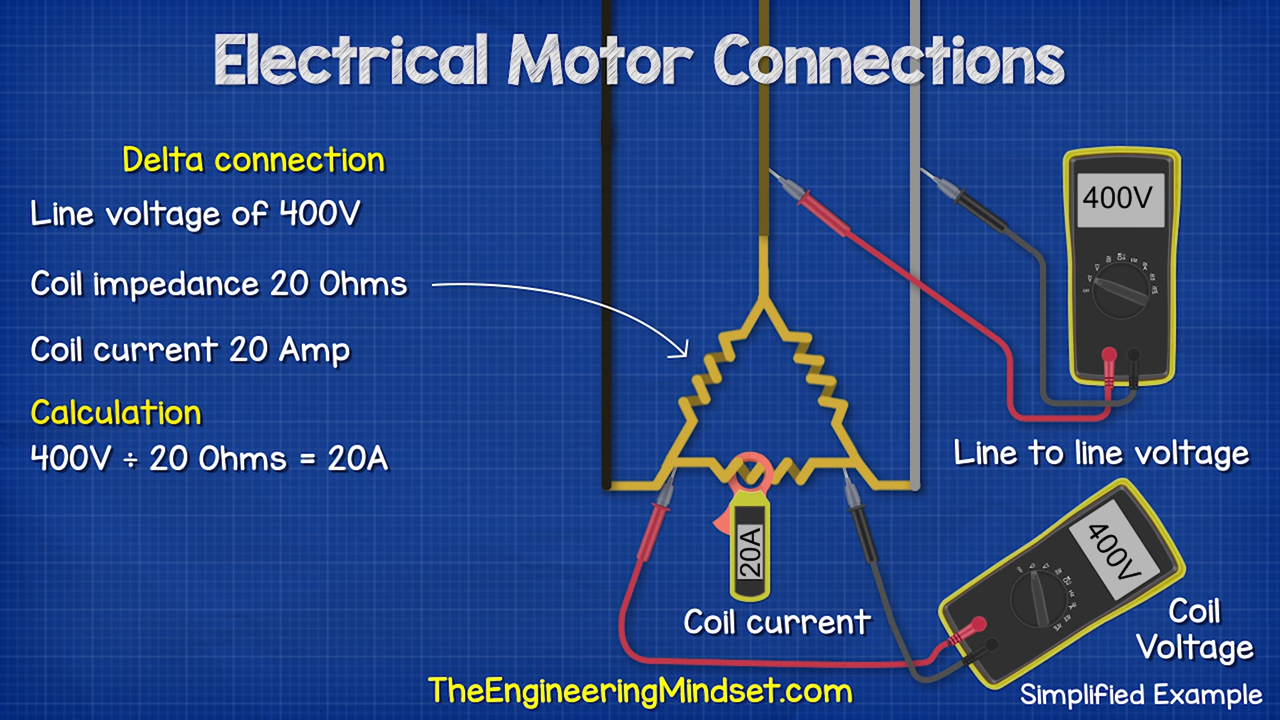 Electrical Motor Connections
Delta connection
Line voltage of 400V
Coil impedance 20 Ohms
Coil current 20 Amp
Calculation
400V ÷ 20 Ohms = 20A
400V
Line to line voltage
20A
Coil current
400V
Coil
Voltage
TheEngineeringMindset.com
Simplified Example